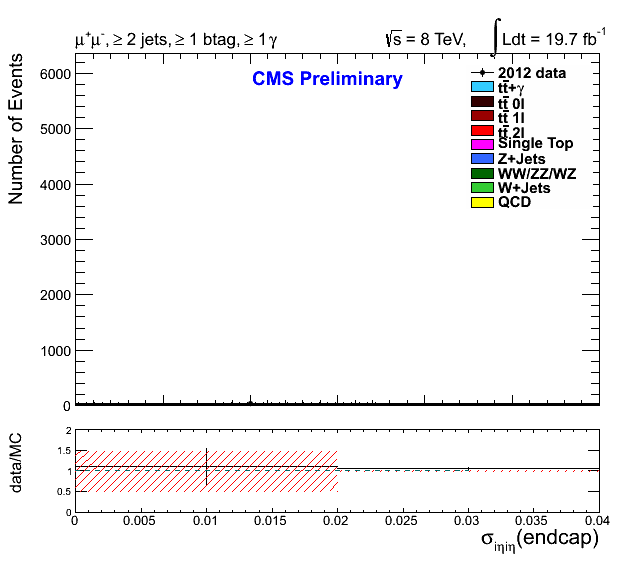 μ⁺μ⁻, ≥ 2 jets, ≥ 1 btag, ≥ 1 γ √s = 8 TeV, ∫ Ldt = 19.7 fb⁻¹
CMS Preliminary
2012 data
tt̄+γ
tt̄ 0l
tt̄ 1l
tt̄ 2l
Single Top
Z+Jets
WW/ZZ/WZ
W+Jets
QCD
Number of Events
6000
5000
4000
3000
2000
1000
0
data/MC
2
1.5
1
0.5
0
0 0.005 0.01 0.015 0.02 0.025 0.03 0.035 0.04
σ_iηiη(endcap)